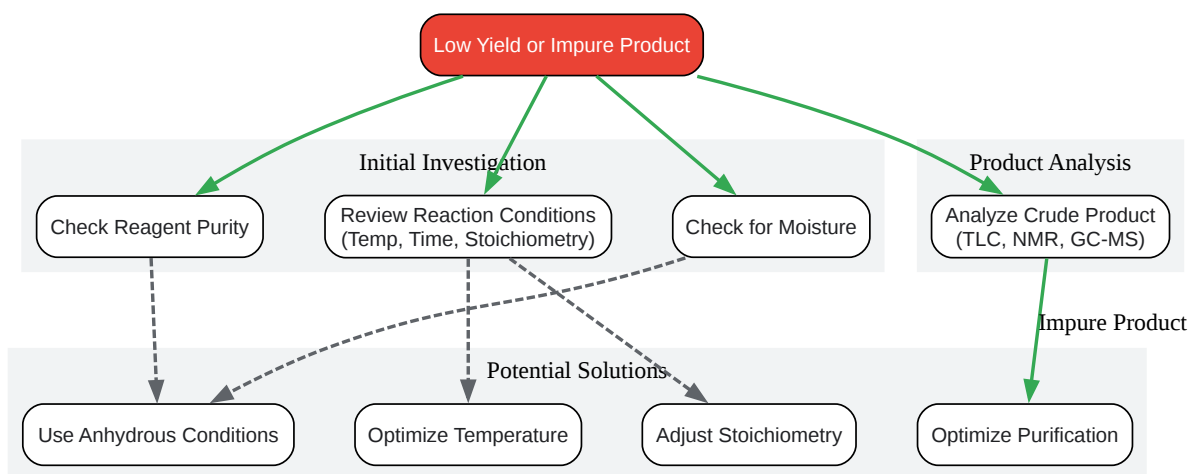 Low Yield or Impure Product
Initial Investigation
Product Analysis
Check Reagent Purity
Review Reaction Conditions
(Temp, Time, Stoichiometry)
Check for Moisture
Analyze Crude Product
(TLC, NMR, GC-MS)
Impure Product
Potential Solutions
Use Anhydrous Conditions
Optimize Temperature
Adjust Stoichiometry
Optimize Purification